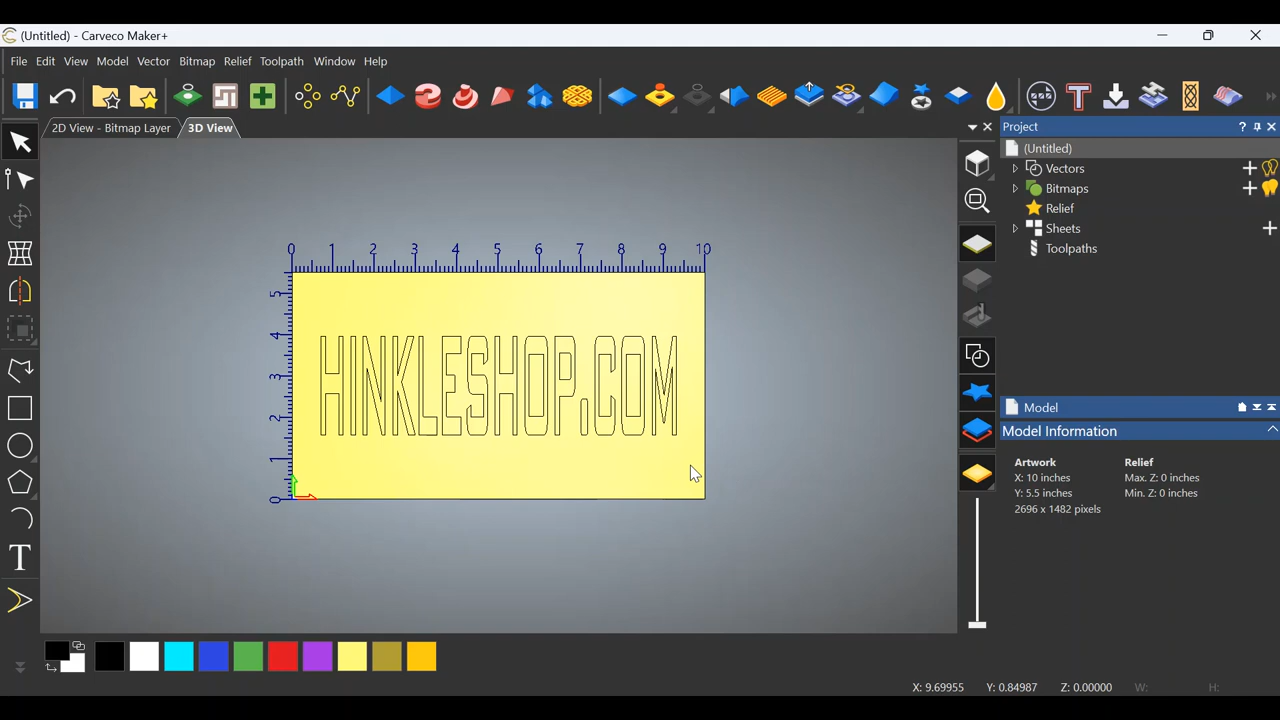 (Untitled) - Carveco Maker+
File Edit View Model Vector Bitmap Relief Toolpath Window Help
2D View - Bitmap Layer 3D View
Project
(Untitled)
Vectors
Bitmaps
Relief
Sheets
Toolpaths
0 1 2 3 4 5 6 7 8 9 10
5
4
3
2
1
0
HINKLESHOP.COM
Model
Model Information
Artwork Relief
X: 10 inches Max. Z: 0 inches
Y: 5.5 inches Min. Z: 0 inches
2696 x 1482 pixels
X: 9.69955 Y: 0.84987 Z: 0.00000 W: H: